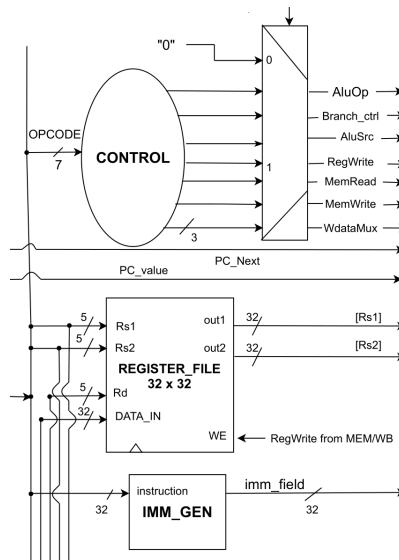 "0"
0
AluOp
Branch_ctrl
OPCODE
AluSrc
7
CONTROL
1
RegWrite
MemRead
MemWrite
3
WdataMux
PC_Next
PC_value
5
Rs1
out1
32
[Rs1]
5
Rs2
out2
32
[Rs2]
REGISTER_FILE
32 x 32
5
Rd
32
DATA_IN
WE
RegWrite from MEM/WB
32
instruction
imm_field
32
IMM_GEN